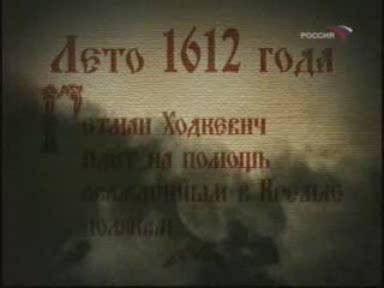 РОССИЯ
Лето 1612 года
Гетман Ходкевич
идет на помощь
осажденным в Кремле
полякам